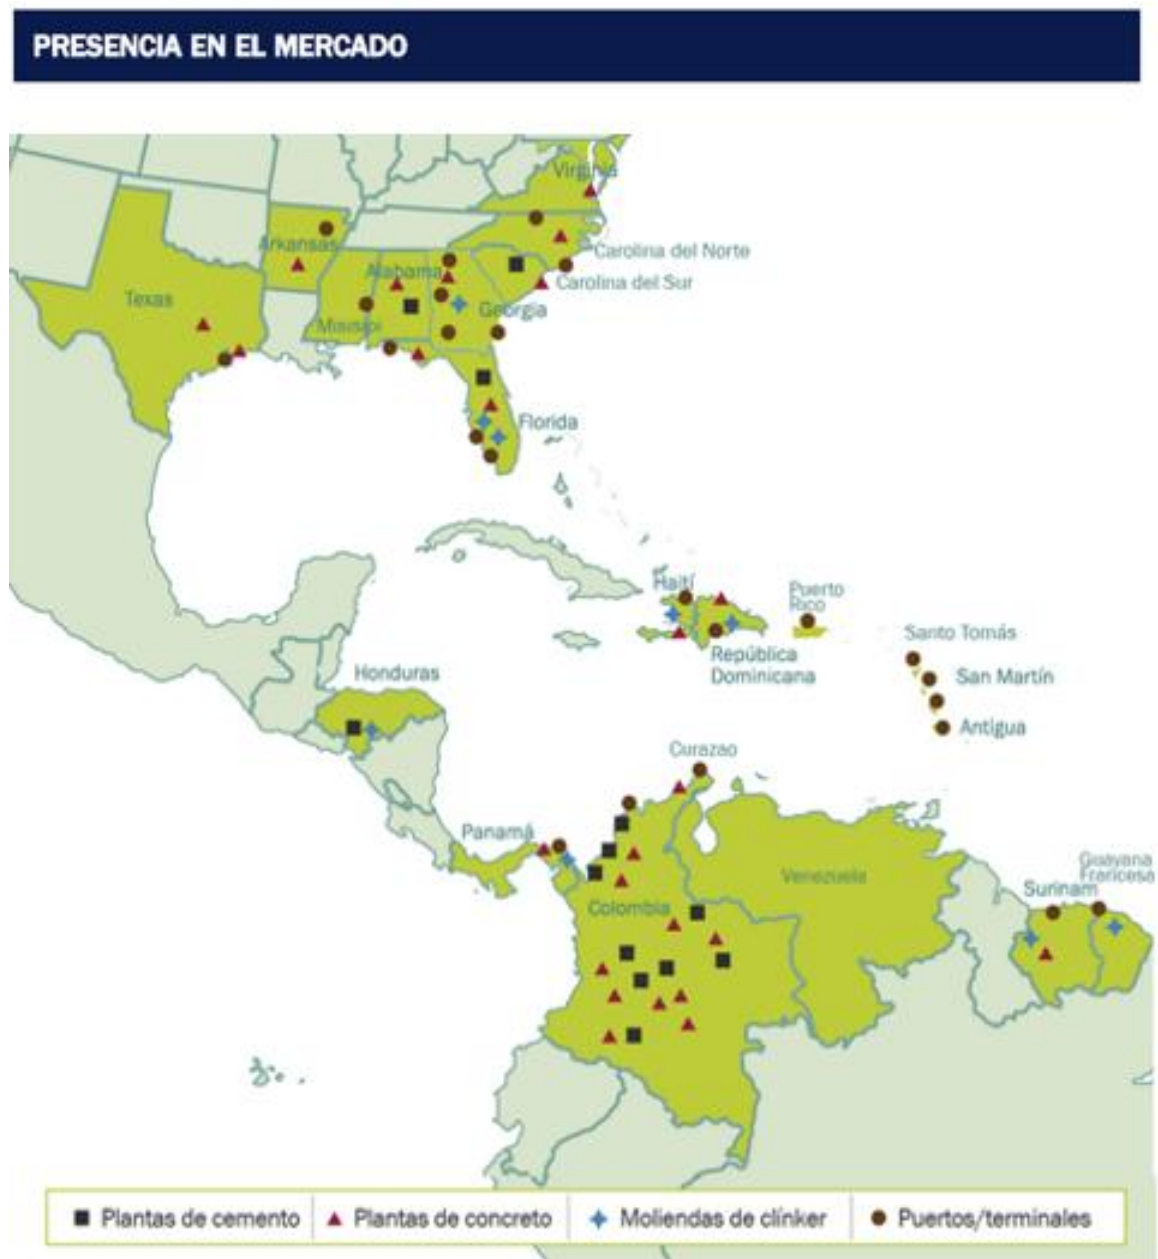 PRESENCIA EN EL MERCADO
Virginia
Arkansas
Carolina del Norte
Alabama
Carolina del Sur
Texas
Georgia
Misisipi
Florida
Haití
Puerto
Rico
Santo Tomás
República
Dominicana
San Martín
Honduras
Antigua
Curazao
Panamá
Venezuela
Guayana
Francesa
Surinam
Colombia
Plantas de cemento
Plantas de concreto
Moliendas de clínker
Puertos/terminales